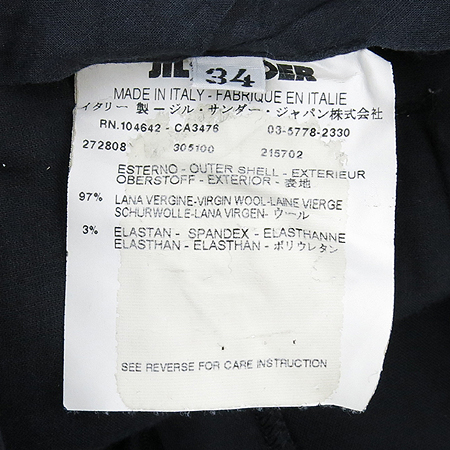 34
MADE IN ITALY - FABRIQUE EN ITALIE
イタリー 製 ージル・サンダー・ジャパン株式会社
RN.104642 - CA3476 03-5778-2330
272808 305100 215702
ESTERNO - OUTER SHELL - EXTERIEUR
OBERSTOFF - EXTERIOR - 表地
97% LANA VERGINE-VIRGIN WOOL-LAINE VIERGE
SCHURWOLLE-LANA VIRGEN- ウール
3% ELASTAN - SPANDEX - ELASTHANNE
ELASTHAN - ELASTHÁN- ポリウレタン
SEE REVERSE FOR CARE INSTRUCTION